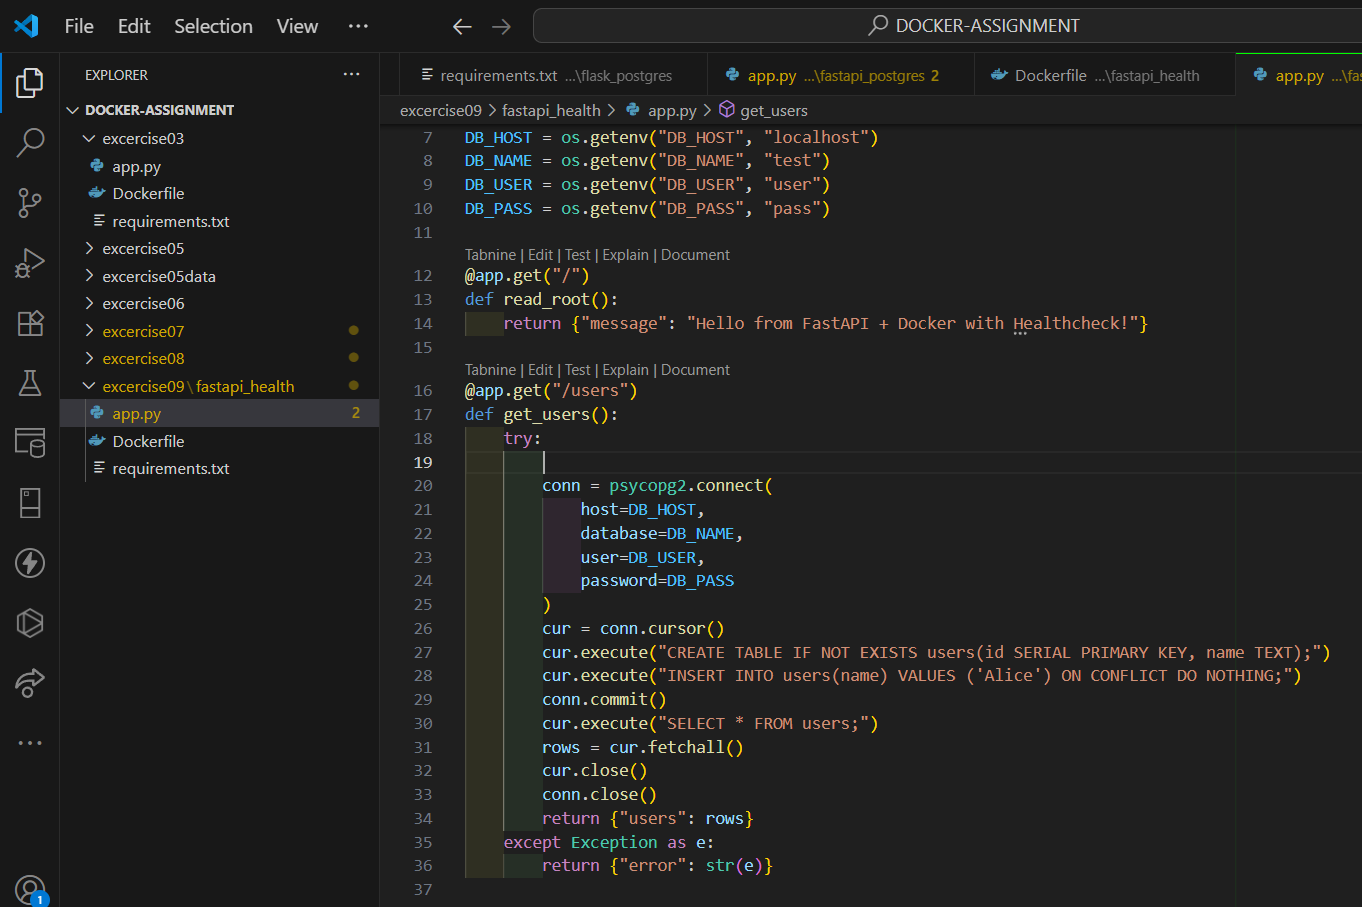 File Edit Selection View ··· DOCKER-ASSIGNMENT
EXPLORER ···
DOCKER-ASSIGNMENT
excercise03
app.py
Dockerfile
requirements.txt
excercise05
excercise05data
excercise06
excercise07
excercise08
excercise09\fastapi_health
app.py 2
Dockerfile
requirements.txt
1
requirements.txt ...\flask_postgres app.py ...\fastapi_postgres 2 Dockerfile ...\fastapi_health app.py ...\fas
excercise09 > fastapi_health > app.py > get_users
7 DB_HOST = os.getenv("DB_HOST", "localhost")
8 DB_NAME = os.getenv("DB_NAME", "test")
9 DB_USER = os.getenv("DB_USER", "user")
10 DB_PASS = os.getenv("DB_PASS", "pass")
11
Tabnine | Edit | Test | Explain | Document
12 @app.get("/")
13 def read_root():
14 return {"message": "Hello from FastAPI + Docker with Healthcheck!"}
15
Tabnine | Edit | Test | Explain | Document
16 @app.get("/users")
17 def get_users():
18 try:
19
20 conn = psycopg2.connect(
21 host=DB_HOST,
22 database=DB_NAME,
23 user=DB_USER,
24 password=DB_PASS
25 )
26 cur = conn.cursor()
27 cur.execute("CREATE TABLE IF NOT EXISTS users(id SERIAL PRIMARY KEY, name TEXT);")
28 cur.execute("INSERT INTO users(name) VALUES ('Alice') ON CONFLICT DO NOTHING;")
29 conn.commit()
30 cur.execute("SELECT * FROM users;")
31 rows = cur.fetchall()
32 cur.close()
33 conn.close()
34 return {"users": rows}
35 except Exception as e:
36 return {"error": str(e)}
37